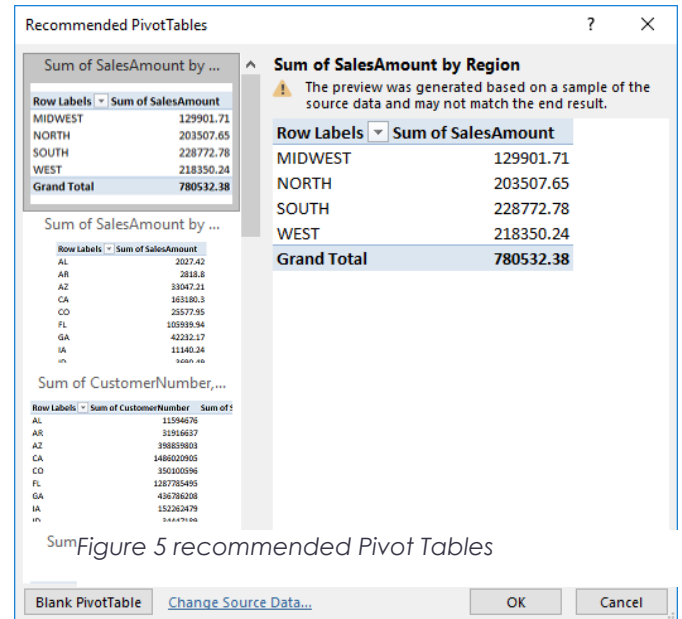 Recommended PivotTables ? ×
Sum of SalesAmount by ...
Row Labels Sum of SalesAmount
MIDWEST 129901.71
NORTH 203507.65
SOUTH 228772.78
WEST 218350.24
Grand Total 780532.38
Sum of SalesAmount by ...
Row Labels Sum of SalesAmount
AL 2027.42
AR 2818.8
AZ 33047.21
CA 163180.3
CO 25577.95
FL 105939.94
GA 42232.17
IA 11140.24
Sum of CustomerNumber,...
Row Labels Sum of CustomerNumber Sum of
AL 11594676
AR 31916637
AZ 398859803
CA 1486020905
CO 350100596
FL 1287785495
GA 436786208
IA 152262479
Sum
Sum of SalesAmount by Region
The preview was generated based on a sample of the
source data and may not match the end result.
Row Labels Sum of SalesAmount
MIDWEST 129901.71
NORTH 203507.65
SOUTH 228772.78
WEST 218350.24
Grand Total 780532.38
Figure 5 recommended Pivot Tables
Blank PivotTable Change Source Data... OK Cancel